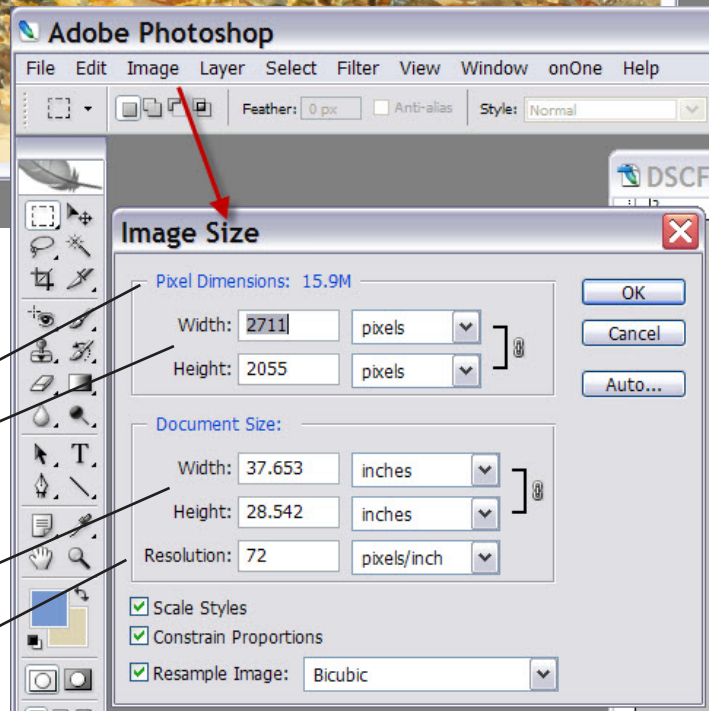 Adobe Photoshop
File Edit Image Layer Select Filter View Window onOne Help
Feather: 0 px Anti-alias Style: Normal
DSCF
Image Size
Pixel Dimensions: 15.9M
Width: 2711 pixels
Height: 2055 pixels
OK
Cancel
Auto...
Document Size:
Width: 37.653 inches
Height: 28.542 inches
Resolution: 72 pixels/inch
Scale Styles
Constrain Proportions
Resample Image: Bicubic